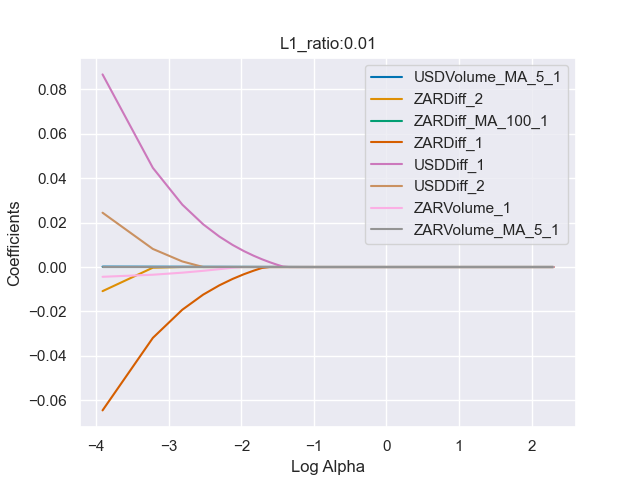 L1_ratio:0.01
0.08
0.06
0.04
0.02
0.00
−0.02
−0.04
−0.06
Coefficients
USDVolume_MA_5_1
ZARDiff_2
ZARDiff_MA_100_1
ZARDiff_1
USDDiff_1
USDDiff_2
ZARVolume_1
ZARVolume_MA_5_1
−4 −3 −2 −1 0 1 2
Log Alpha